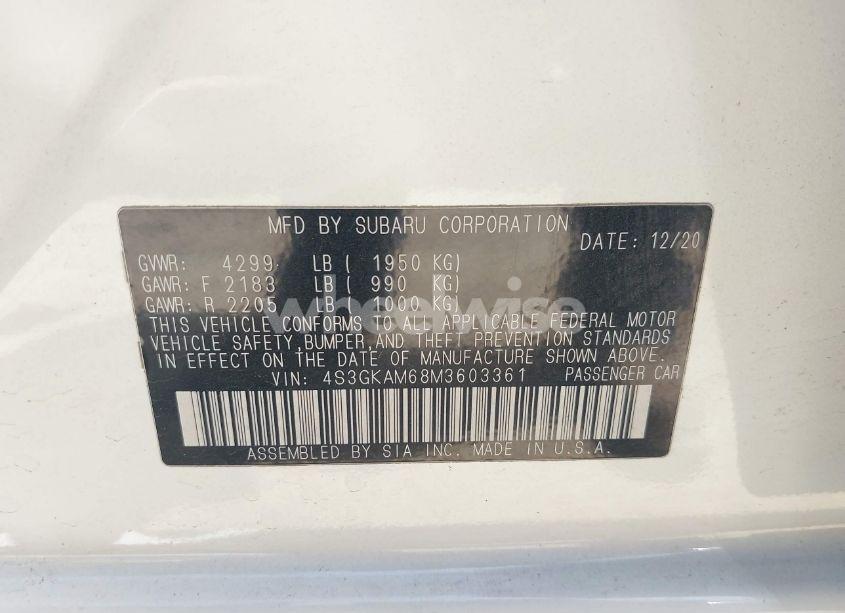 MFD BY SUBARU CORPORATION
DATE: 12/20
GVWR: 4299 LB ( 1950 KG)
GAWR: F 2183 LB ( 990 KG)
GAWR: R 2205 LB ( 1000 KG)
THIS VEHICLE CONFORMS TO ALL APPLICABLE FEDERAL MOTOR
VEHICLE SAFETY,BUMPER,AND THEFT PREVENTION STANDARDS
IN EFFECT ON THE DATE OF MANUFACTURE SHOWN ABOVE.
VIN: 4S3GKAM68M3603361 PASSENGER CAR
ASSEMBLED BY SIA INC. MADE IN U.S.A.
wheelwise